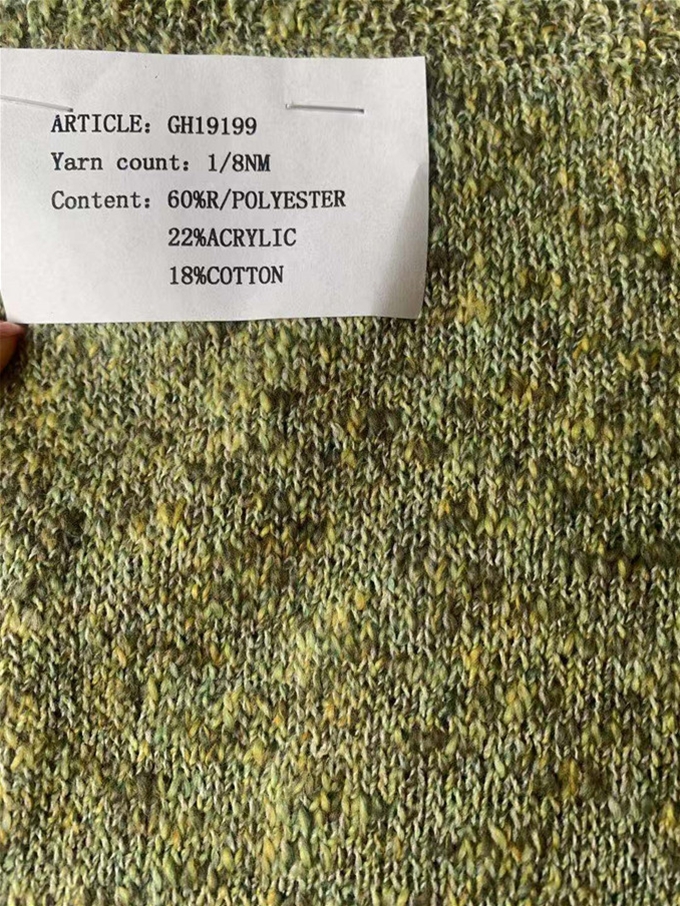 ARTICLE: GH19199
Yarn count: 1/8NM
Content: 60%R/POLYESTER
22%ACRYLIC
18%COTTON